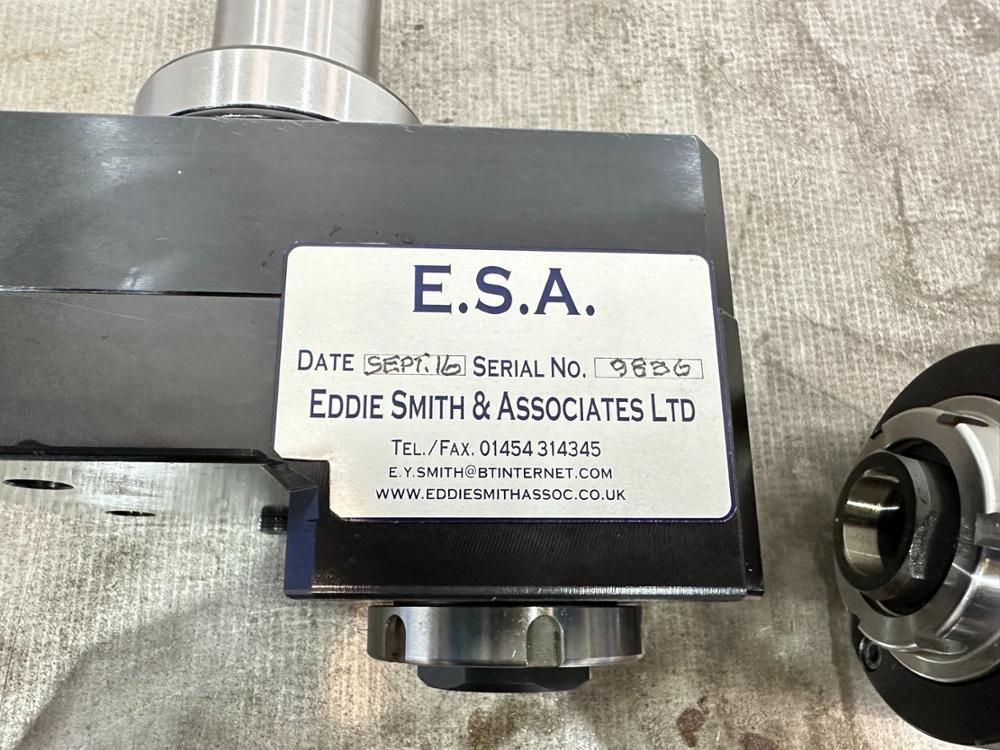 E.S.A.
DATE SEPT. 16 SERIAL NO. 9836
EDDIE SMITH & ASSOCIATES LTD
TEL./FAX. 01454 314345
E.Y.SMITH@BTINTERNET.COM
WWW.EDDIESMITHASSOC.CO.UK